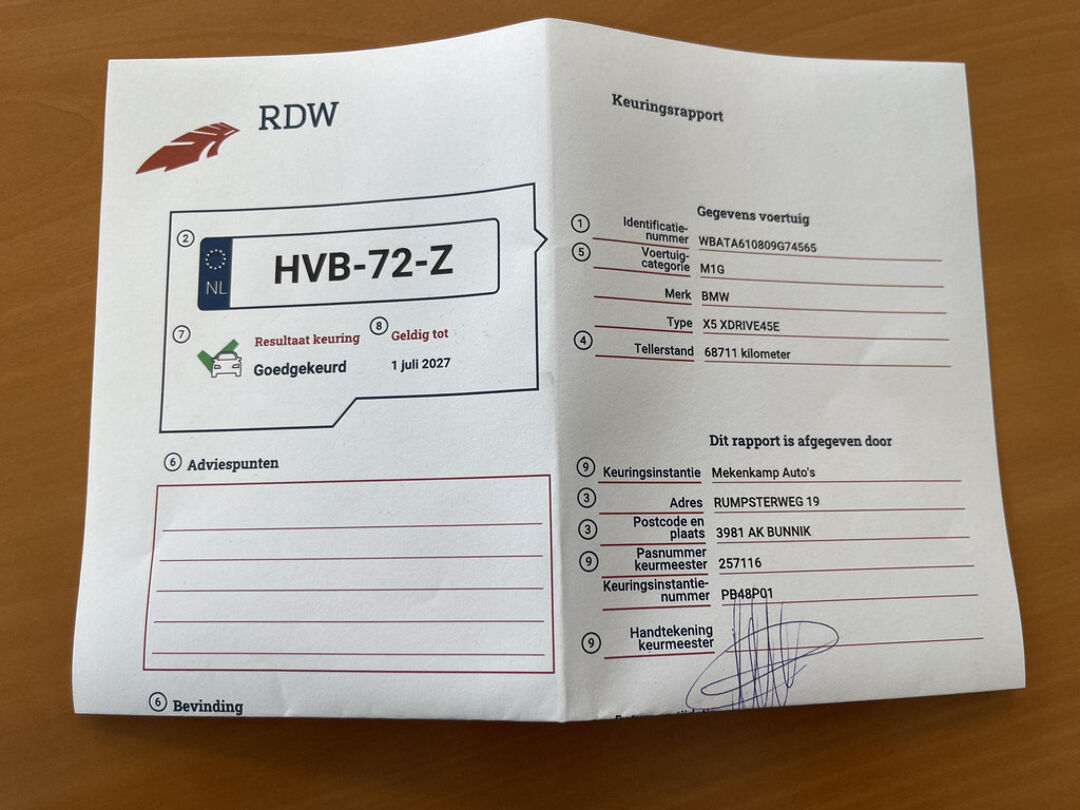 RDW
2
NL
HVB-72-Z
7
Resultaat keuring
Goedgekeurd
8
Geldig tot
1 juli 2027
6 Adviespunten
6 Bevinding
Keuringsrapport
Gegevens voertuig
1 Identificatie-
nummer WBATA610809G74565
5 Voertuig-
categorie M1G
Merk BMW
Type X5 XDRIVE45E
4 Tellerstand 68711 kilometer
Dit rapport is afgegeven door
9 Keuringsinstantie Mekenkamp Auto's
3 Adres RUMPSTERWEG 19
3 Postcode en
plaats 3981 AK BUNNIK
9 Pasnummer
keurmeester 257116
Keuringsinstantie-
nummer PB48P01
9 Handtekening
keurmeester